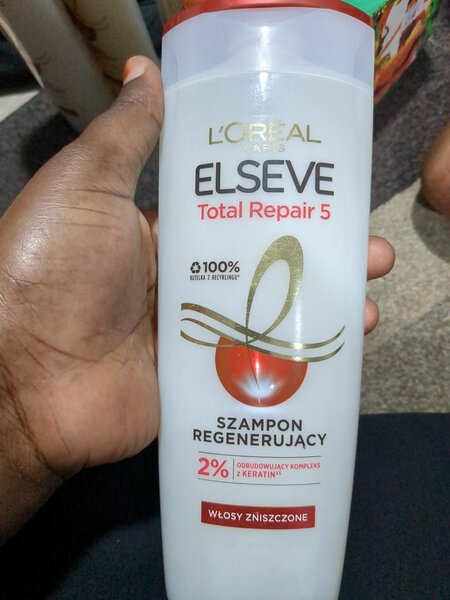 L'ORÉAL
PARIS
ELSEVE
Total Repair 5
100%
BUTELKA Z RECYKLINGU*
SZAMPON
REGENERUJĄCY
2% ODBUDOWUJĄCY KOMPLEKS
z KERATIN
WŁOSY ZNISZCZONE